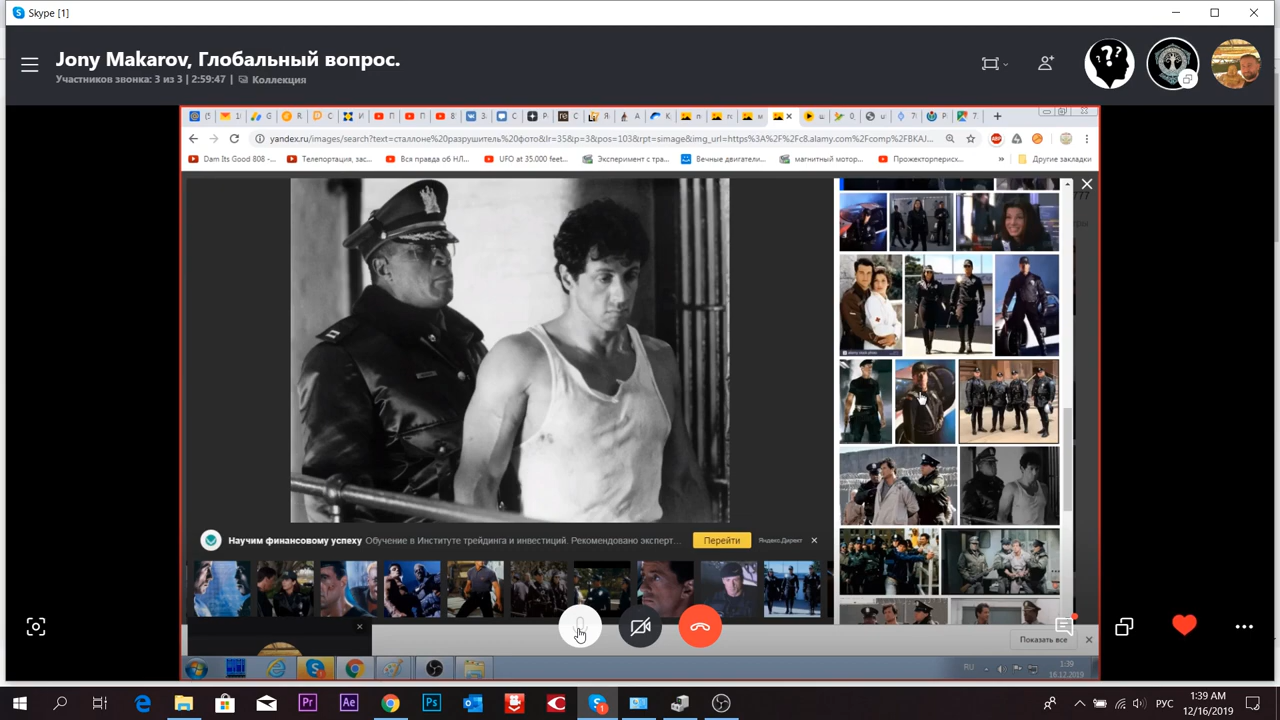 Skype [1]
Jony Makarov, Глобальный вопрос.
Участников звонка: 3 из 3 | 2:59:47 | Коллекция
yandex.ru/images/search?text=сталлоне%20разрушитель%20фото&lr=35&p=3&pos=103&rpt=simage&img_url=https%3A%2F%2Fc8.alamy.com%2Fcomp%2FBKAJ...
Dam Its Good 808 -...
Телепортация, зас...
Вся правда об НЛ...
UFO at 35.000 feet...
Эксперимент с тра...
Вечные двигатели...
магнитный мотор...
Прожекторперисх...
»
Другие закладки
777
Научим финансовому успеху Обучение в Институте трейдинга и инвестиций. Рекомендовано эксперт...
Перейти
Яндекс.Директ
Показать все
RU
1:39
16.12.2019
Pr
Ae
Ps
РУС
1:39 AM
12/16/2019